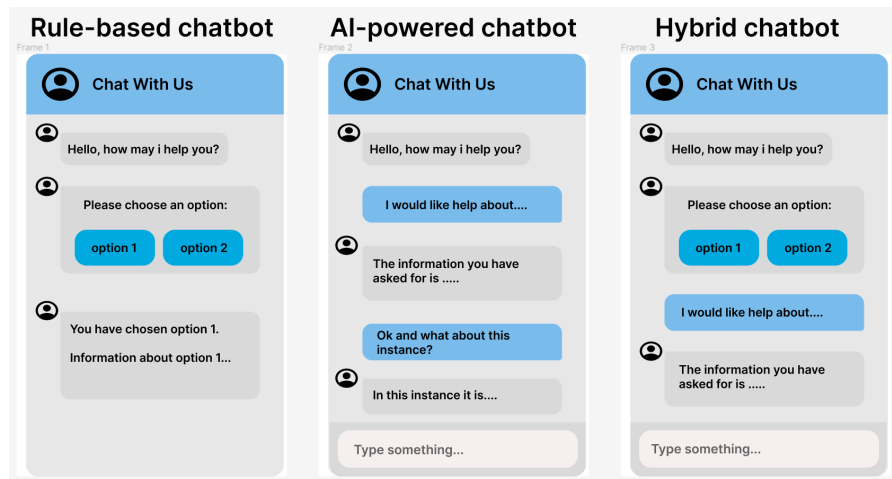 Rule-based chatbot
Frame 1
Chat With Us
Hello, how may i help you?
Please choose an option:
option 1
option 2
You have chosen option 1.
Information about option 1...
AI-powered chatbot
Frame 2
Chat With Us
Hello, how may i help you?
I would like help about....
The information you have
asked for is .....
Ok and what about this
instance?
In this instance it is....
Type something...
Hybrid chatbot
Frame 3
Chat With Us
Hello, how may i help you?
Please choose an option:
option 1
option 2
I would like help about....
The information you have
asked for is .....
Type something...